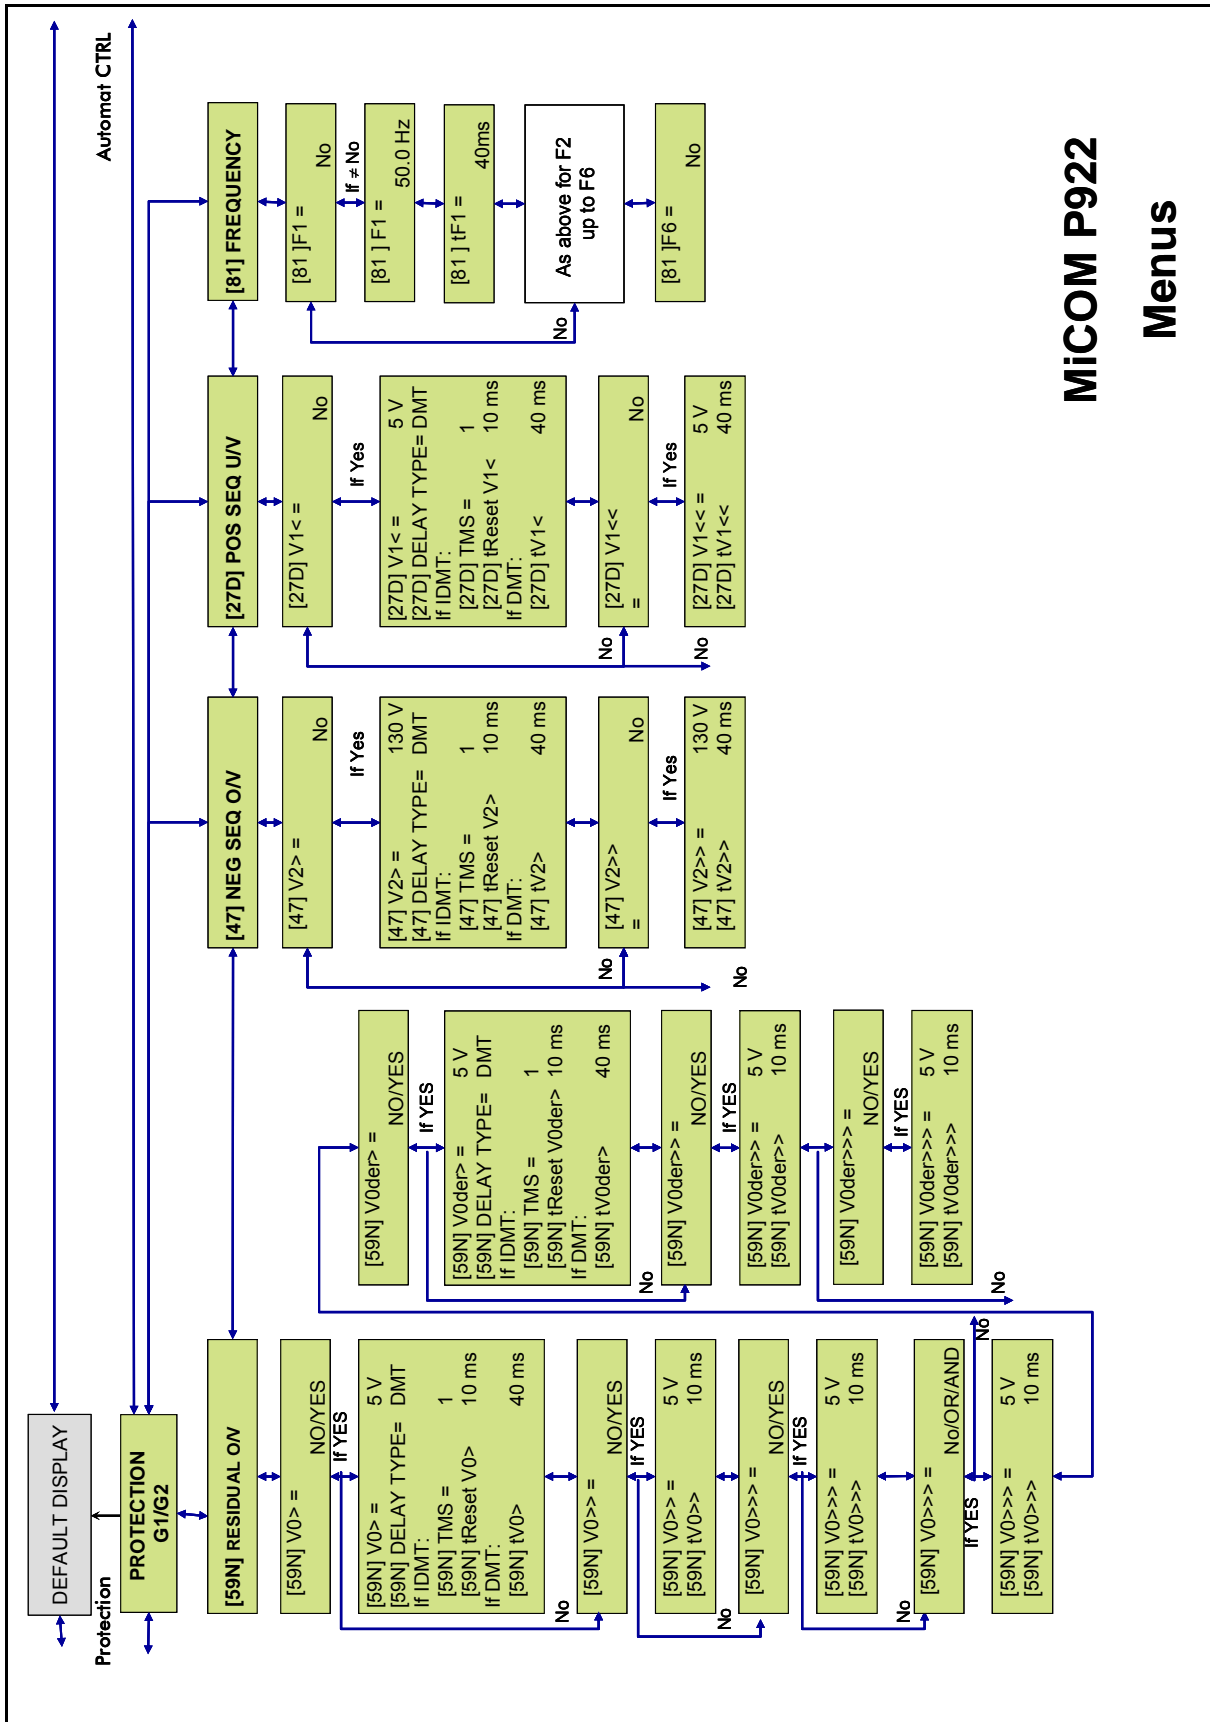 DEFAULT DISPLAY
Protection
Automat CTRL
PROTECTION
G1/G2
[59N] RESIDUAL O/V
[59N] V0> =
NO/YES
If YES
[59N] V0> = 5 V
[59N] DELAY TYPE= DMT
If IDMT:
[59N] TMS = 1
[59N] tReset V0> 10 ms
If DMT:
[59N] tV0> 40 ms
No
[59N] V0>> =
NO/YES
If YES
[59N] V0>> = 5 V
[59N] tV0>> 10 ms
No
[59N] V0>>> =
NO/YES
If YES
[59N] V0>>> = 5 V
[59N] tV0>>> 10 ms
No
[59N] V0>>> =
No/OR/AND
If YES
No
[59N] V0>>> = 5 V
[59N] tV0>>> 10 ms
[59N] V0der> =
NO/YES
If YES
[59N] V0der> = 5 V
[59N] DELAY TYPE= DMT
If IDMT:
[59N] TMS = 1
[59N] tReset V0der> 10 ms
If DMT:
[59N] tV0der> 40 ms
No
[59N] V0der>> =
NO/YES
If YES
[59N] V0der>> = 5 V
[59N] tV0der>> 10 ms
[59N] V0der>>> =
NO/YES
If YES
[59N] V0der>>> = 5 V
[59N] tV0der>>> 10 ms
No
[47] NEG SEQ O/V
[47] V2> =
No
If Yes
[47] V2> = 130 V
[47] DELAY TYPE= DMT
If IDMT:
[47] TMS = 1
[47] tReset V2> 10 ms
If DMT:
[47] tV2> 40 ms
No
[47] V2>>
= No
If Yes
[47] V2>> = 130 V
[47] tV2>> 40 ms
No
[27D] POS SEQ U/V
[27D] V1< =
No
If Yes
[27D] V1< = 5 V
[27D] DELAY TYPE= DMT
If IDMT:
[27D] TMS = 1
[27D] tReset V1< 10 ms
If DMT:
[27D] tV1< 40 ms
No
[27D] V1<<
= No
If Yes
[27D] V1<< = 5 V
[27D] tV1<< 40 ms
No
[81] FREQUENCY
[81 ]F1 =
No
If ≠ No
[81 ] F1 =
50.0 Hz
[81 ] tF1 =
40ms
No
As above for F2
up to F6
[81 ]F6 =
No
MiCOM P922
Menus